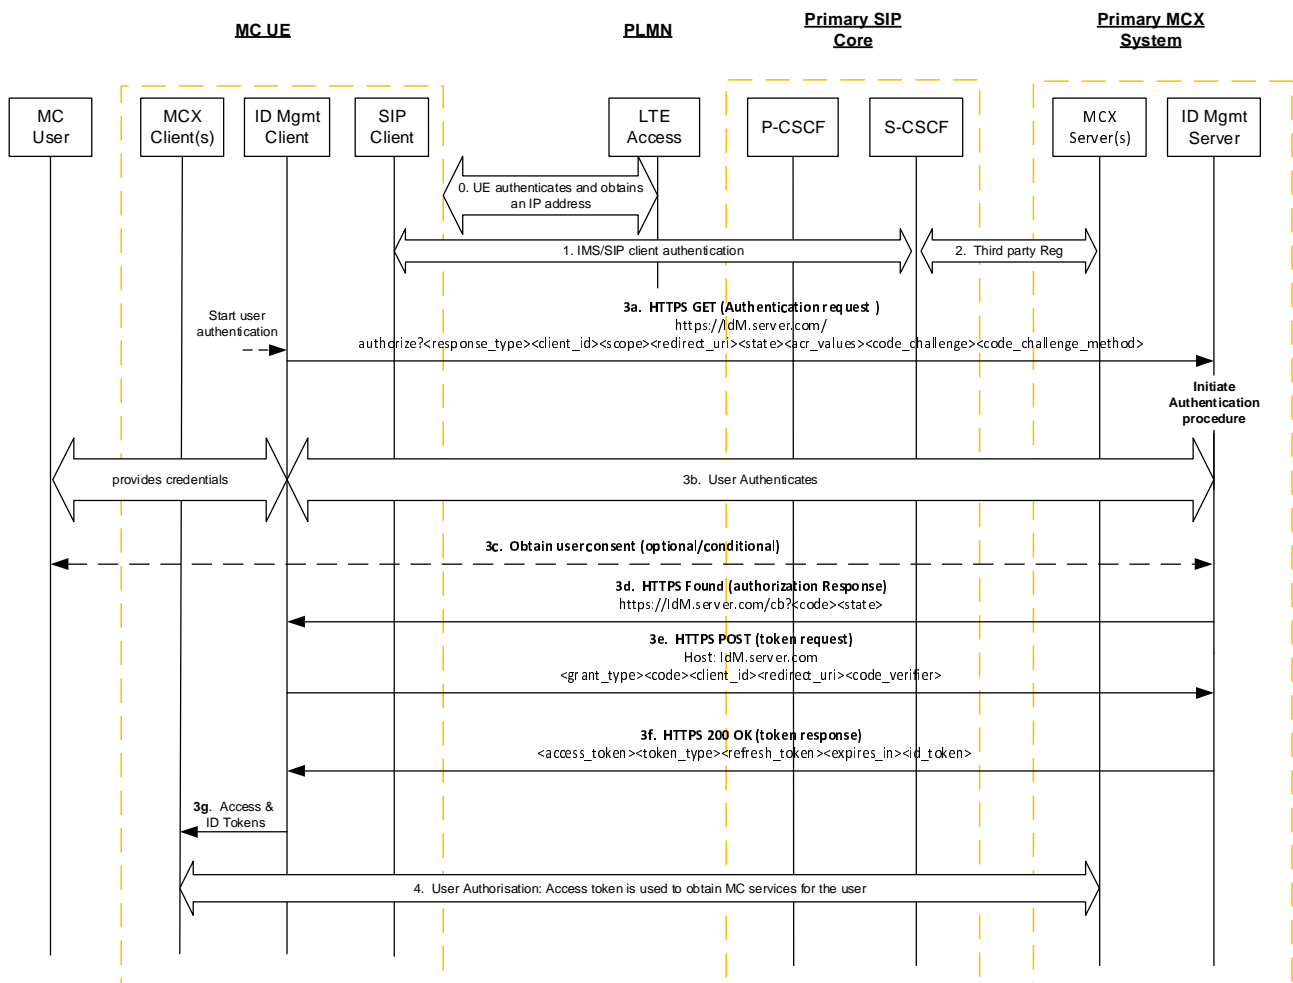 MC UE
PLMN
Primary SIP
Core
Primary MCX
System
MC
User
MCX
Client(s)
ID Mgmt
Client
SIP
Client
LTE
Access
P-CSCF
S-CSCF
MCX
Server(s)
ID Mgmt
Server
0. UE authenticates and obtains
an IP address
1. IMS/SIP client authentication
2. Third party Reg
Start user
authentication
3a. HTTPS GET (Authentication request )
https://IdM.server.com/
authorize?<response_type><client_id><scope><redirect_uri><state><acr_values><code_challenge><code_challenge_method>
Initiate
Authentication
procedure
provides credentials
3b. User Authenticates
3c. Obtain user consent (optional/conditional)
3d. HTTPS Found (authorization Response)
https://IdM.server.com/cb?<code><state>
3e. HTTPS POST (token request)
Host: IdM.server.com
<grant_type><code><client_id><redirect_uri><code_verifier>
3f. HTTPS 200 OK (token response)
<access_token><token_type><refresh_token><expires_in><id_token>
3g. Access &
ID Tokens
4. User Authorisation: Access token is used to obtain MC services for the user